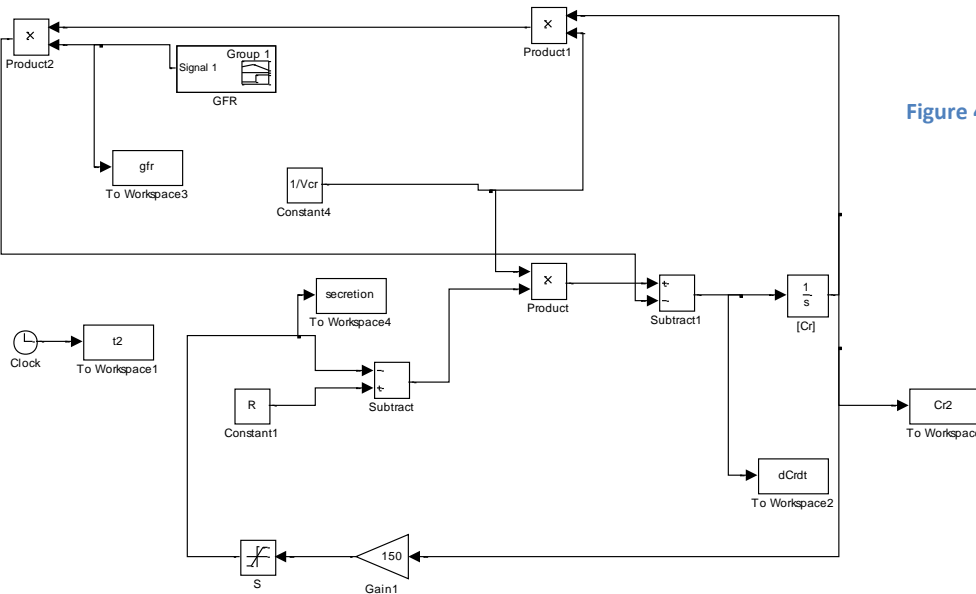 Product2
Product1
Group 1
Signal 1
GFR
Figure
gfr
To Workspace3
1/Vcr
Constant4
secretion
To Workspace4
Product
+
−
Subtract1
1
s
[Cr]
Clock
t2
To Workspace1
−
+
Subtract
R
Constant1
Cr2
To Workspace
dCrdt
To Workspace2
150
Gain1
S